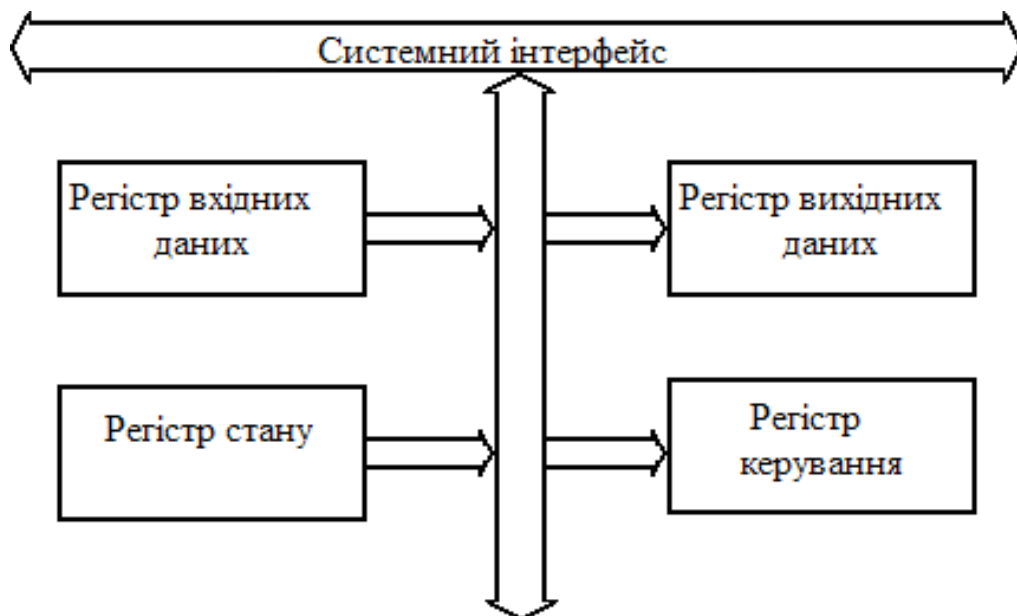 Системний інтерфейс
Регістр вхідних
даних
Регістр вихідних
даних
Регістр стану
Регістр
керування